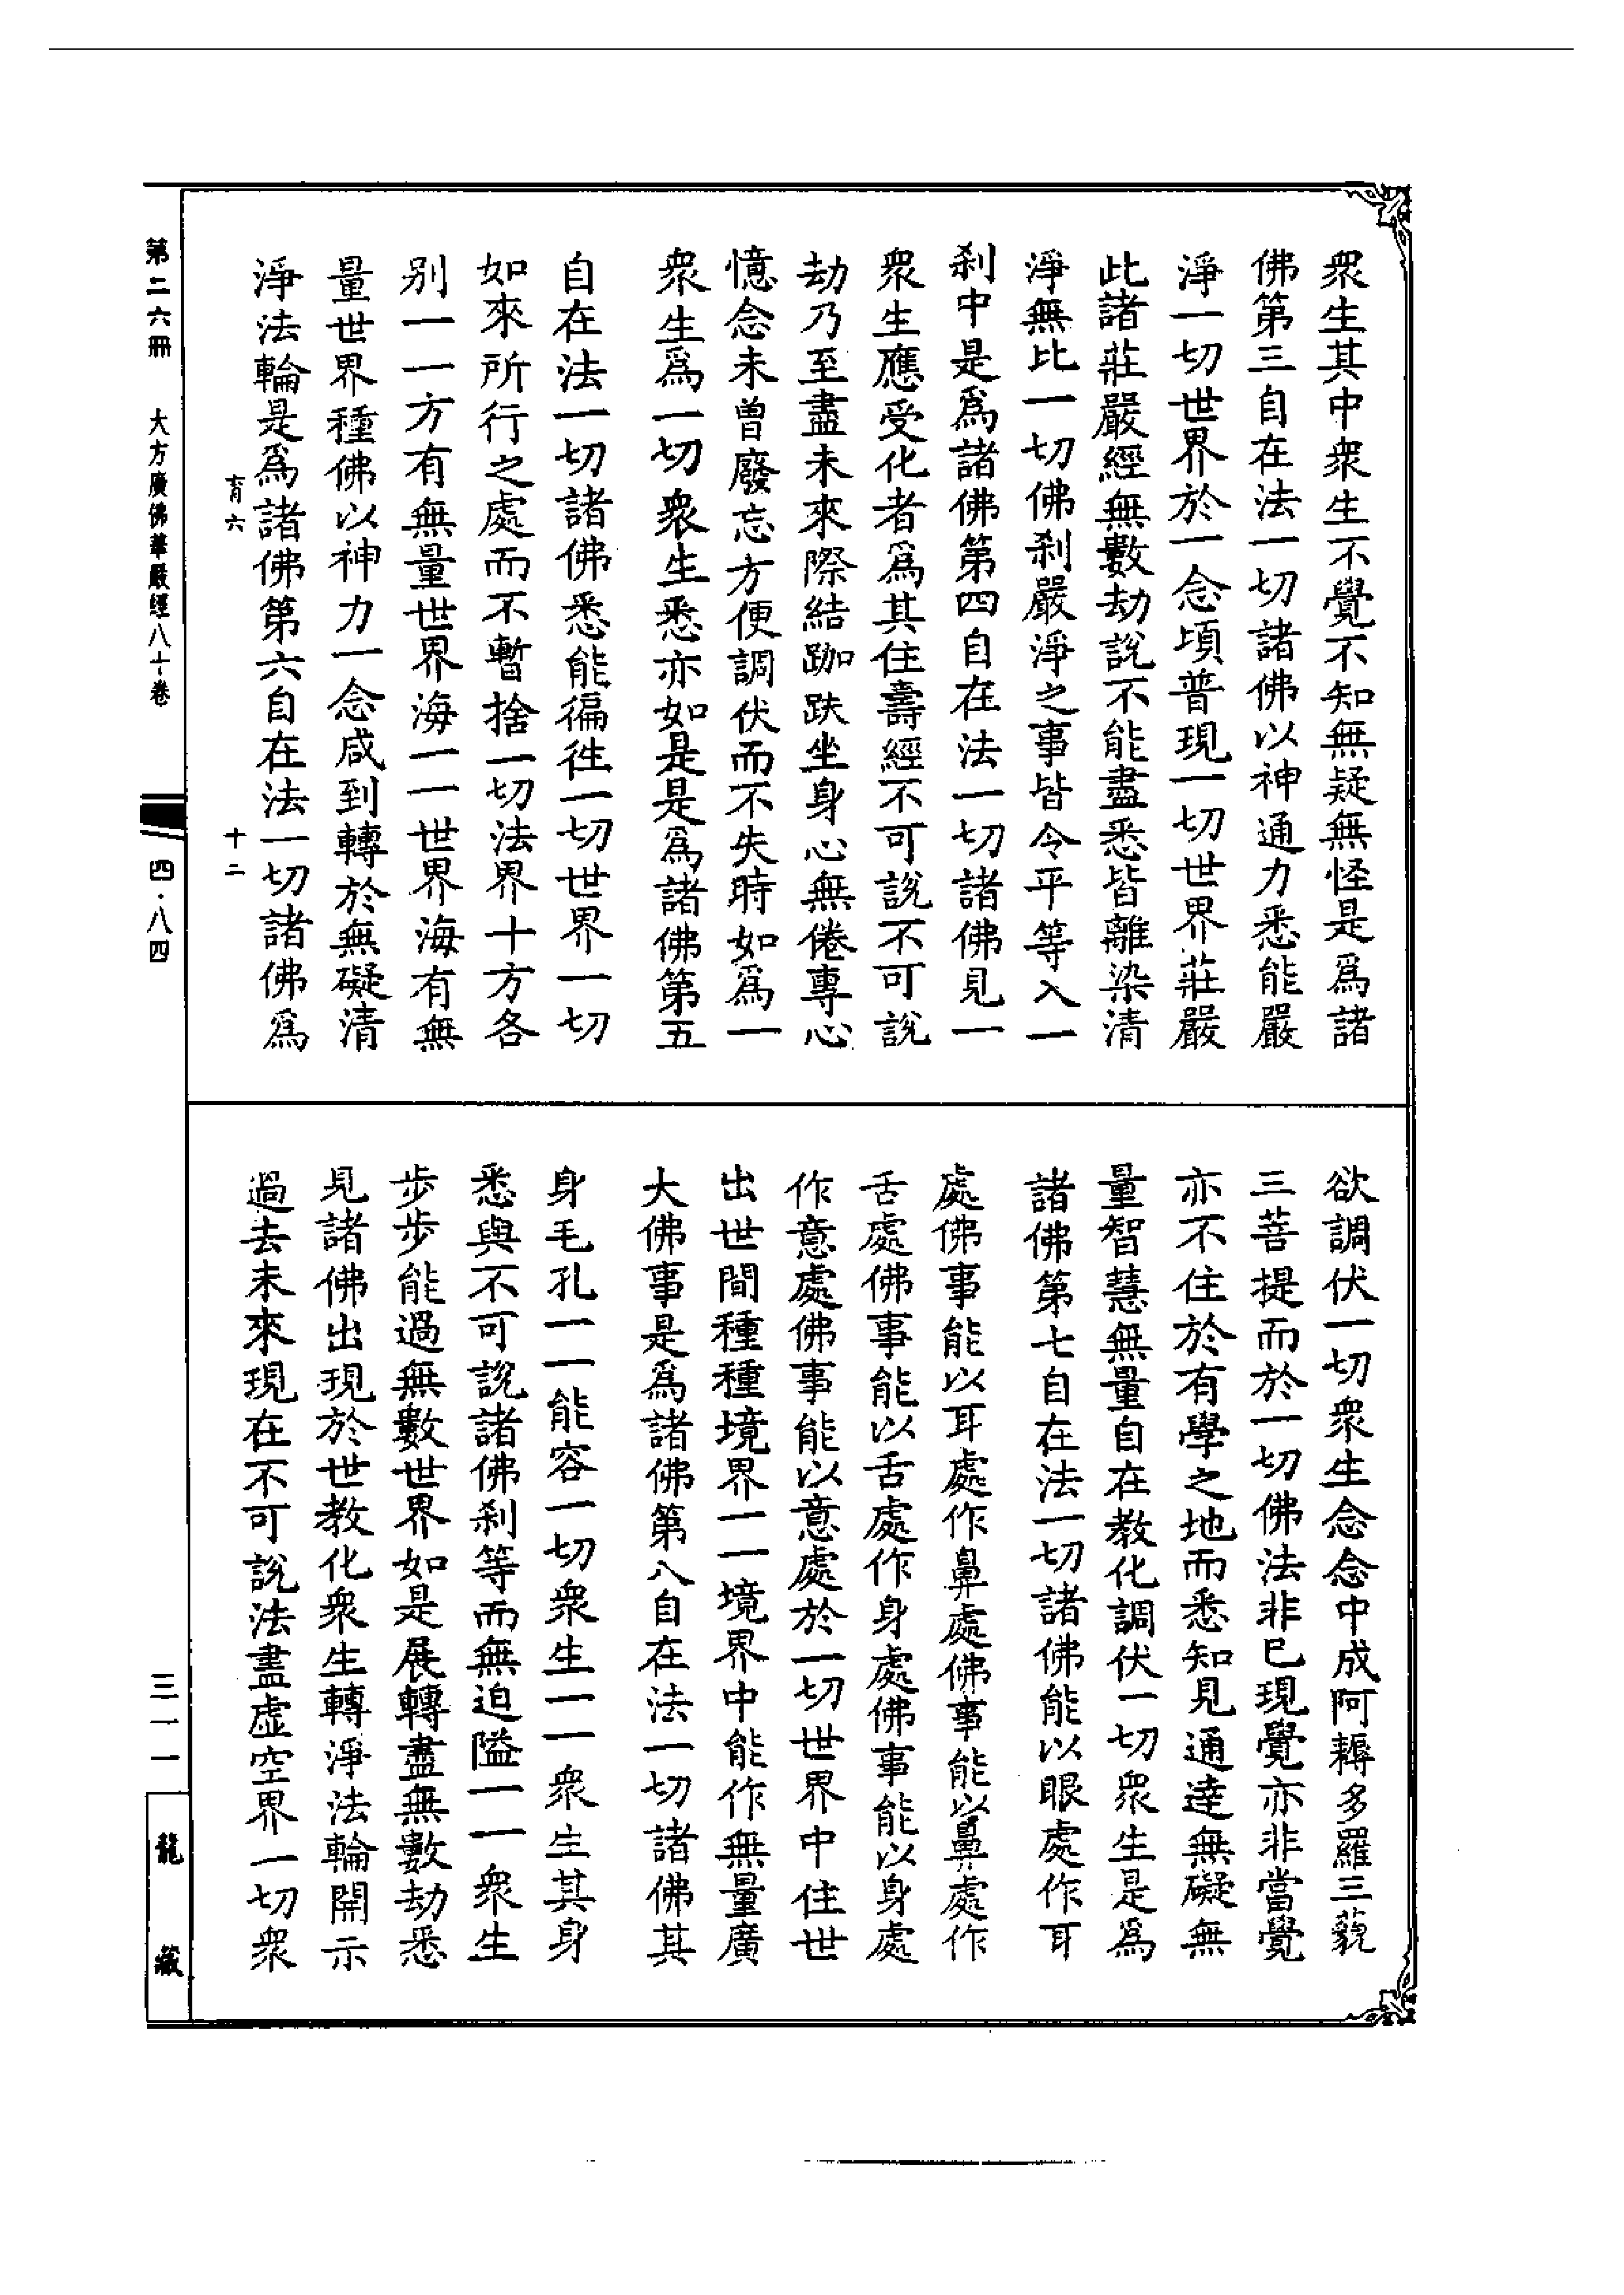 衆生其中衆生不覺不知無疑無怪是爲諸
佛第三自在法一切諸佛以神通力悉能嚴
淨一切世界於一念頃普現一切世界莊嚴
此諸莊嚴經無數劫說不能盡悉皆離染清
淨無比一切佛刹嚴淨之事皆令平等入一
刹中是爲諸佛第四自在法一切諸佛見一
衆生應受化者爲其住壽經不可說不可說
劫乃至盡未來際結跏趺坐身心無倦專心
憶念未曾廢忘方便調伏而不失時如爲一
衆生爲一切衆生悉亦如是是爲諸佛第五
自在法一切諸佛悉能徧徃一切世界一切
如來所行之處而不暫捨一切法界十方各
别一一方有無量世界海一一世界海有無
量世界種佛以神力一念咸到轉於無礙清
淨法輪是爲諸佛第六自在法一切諸佛爲
育六 十二
欲調伏一切衆生念念中成阿耨多羅三藐
三菩提而於一切佛法非已現覺亦非當覺
亦不住於有學之地而悉知見通達無礙無
量智慧無量自在教化調伏一切衆生是爲
諸佛第七自在法一切諸佛能以眼處作耳
處佛事能以耳處作鼻處佛事能以鼻處作
舌處佛事能以舌處作身處佛事能以身處
作意處佛事能以意處於一切世界中住世
出世間種種境界一一境界中能作無量廣
大佛事是爲諸佛第八自在法一切諸佛其
身毛孔一一能容一切衆生一一衆生其身
悉與不可說諸佛刹等而無迫隘一一衆生
步步能過無數世界如是展轉盡無數劫悉
見諸佛出現於世教化衆生轉淨法輪開示
過去未來現在不可說法盡虛空界一切衆
第二六冊 大方廣佛華嚴經八十卷 四·八四
三一一
龍藏